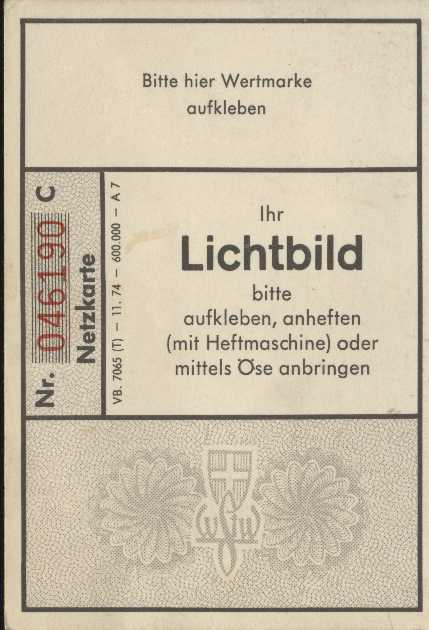 Bitte hier Wertmarke
aufkleben
Nr. 046190 C
Netzkarte
VB. 7065 (T) — 11. 74 — 600.000 — A 7
Ihr
Lichtbild
bitte
aufkleben, anheften
(mit Heftmaschine) oder
mittels Öse anbringen